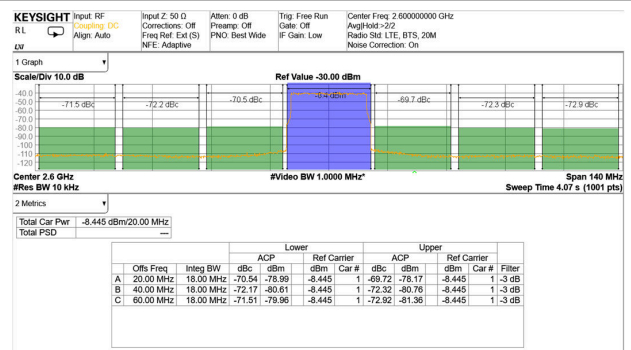 KEYSIGHT Input: RF Input Z: 50 Ω Atten: 0 dB Trig: Free Run Center Freq: 2.600000000 GHz
RL Coupling: DC Corrections: Off Preamp: Off Gate: Off Avg|Hold:>2/2
Align: Auto Freq Ref: Ext (S) PNO: Best Wide IF Gain: Low Radio Std: LTE, BTS, 20M
LXI NFE: Adaptive Noise Correction: On
1 Graph
Scale/Div 10.0 dB Ref Value -30.00 dBm
-40.0
-50.0 -71.5 dBc -72.2 dBc -70.5 dBc -8.4 dBm -69.7 dBc -72.3 dBc -72.9 dBc
-60.0
-70.0
-80.0
-90.0
-100
-110
-120
Center 2.6 GHz #Video BW 1.0000 MHz* Span 140 MHz
#Res BW 10 kHz Sweep Time 4.07 s (1001 pts)
2 Metrics
Total Car Pwr -8.445 dBm/20.00 MHz
Total PSD ---
Lower Upper
ACP Ref Carrier ACP Ref Carrier
Offs Freq Integ BW dBc dBm dBm Car # dBc dBm dBm Car # Filter
A 20.00 MHz 18.00 MHz -70.54 -78.99 -8.445 1 -69.72 -78.17 -8.445 1 -3 dB
B 40.00 MHz 18.00 MHz -72.17 -80.61 -8.445 1 -72.32 -80.76 -8.445 1 -3 dB
C 60.00 MHz 18.00 MHz -71.51 -79.96 -8.445 1 -72.92 -81.36 -8.445 1 -3 dB